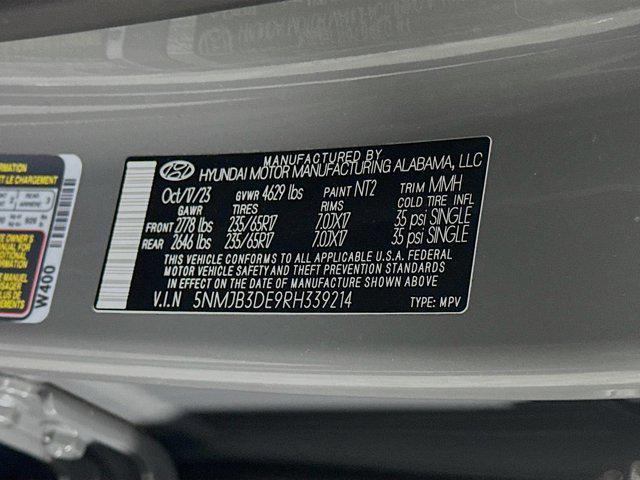 MANUFACTURED BY
HYUNDAI MOTOR MANUFACTURING ALABAMA, LLC
Oct/17/23 GVWR 4629 lbs PAINT NT2 TRIM MMH
GAWR TIRES RIMS COLD TIRE INFL
FRONT 2778 lbs 235/65R17 7.0JX17 35 psi SINGLE
REAR 2646 lbs 235/65R17 7.0JX17 35 psi SINGLE
THIS VEHICLE CONFORMS TO ALL APPLICABLE U.S.A. FEDERAL
MOTOR VEHICLE SAFETY AND THEFT PREVENTION STANDARDS
IN EFFECT ON THE DATE OF MANUFACTURE SHOWN ABOVE
V.I.N 5NMJB3DE9RH339214 TYPE: MPV
W400